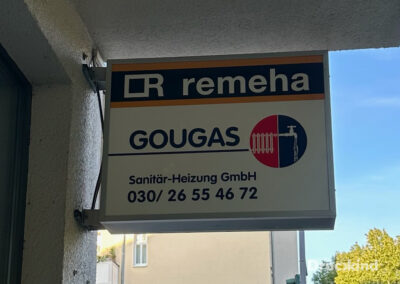 remeha
GOUGAS
Sanitär-Heizung GmbH
030/ 26 55 46 72